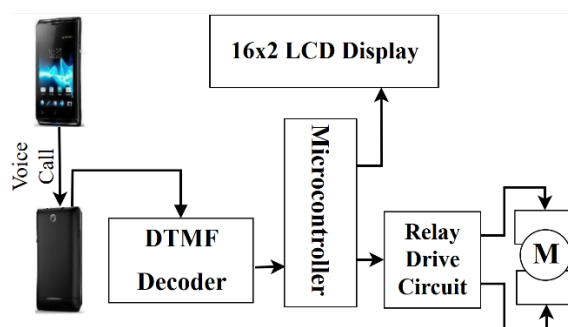 16x2 LCD Display
Voice
Call
Microcontroller
DTMF
Decoder
Relay
Drive
Circuit
M